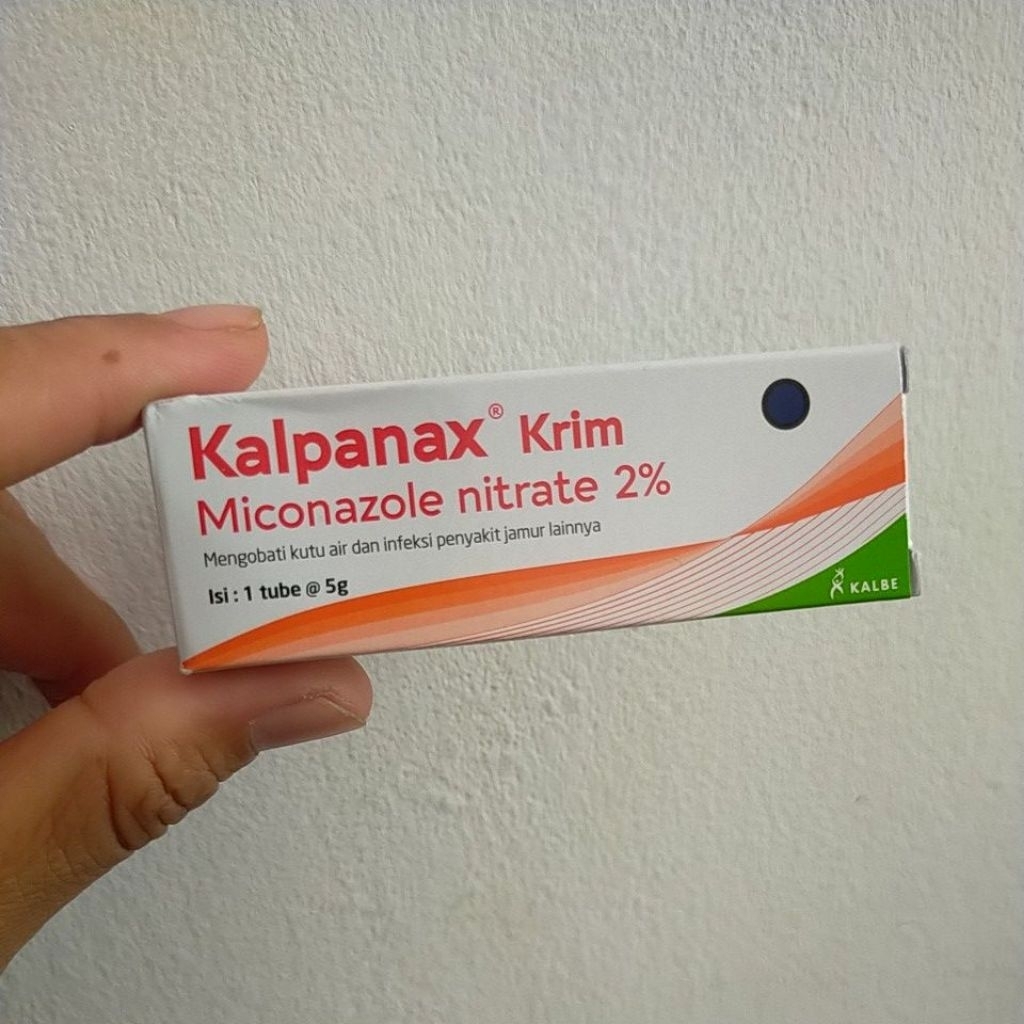 Kalpanax® Krim
Miconazole nitrate 2%
Mengobati kutu air dan infeksi penyakit jamur lainnya
Isi : 1 tube @ 5g
KALBE